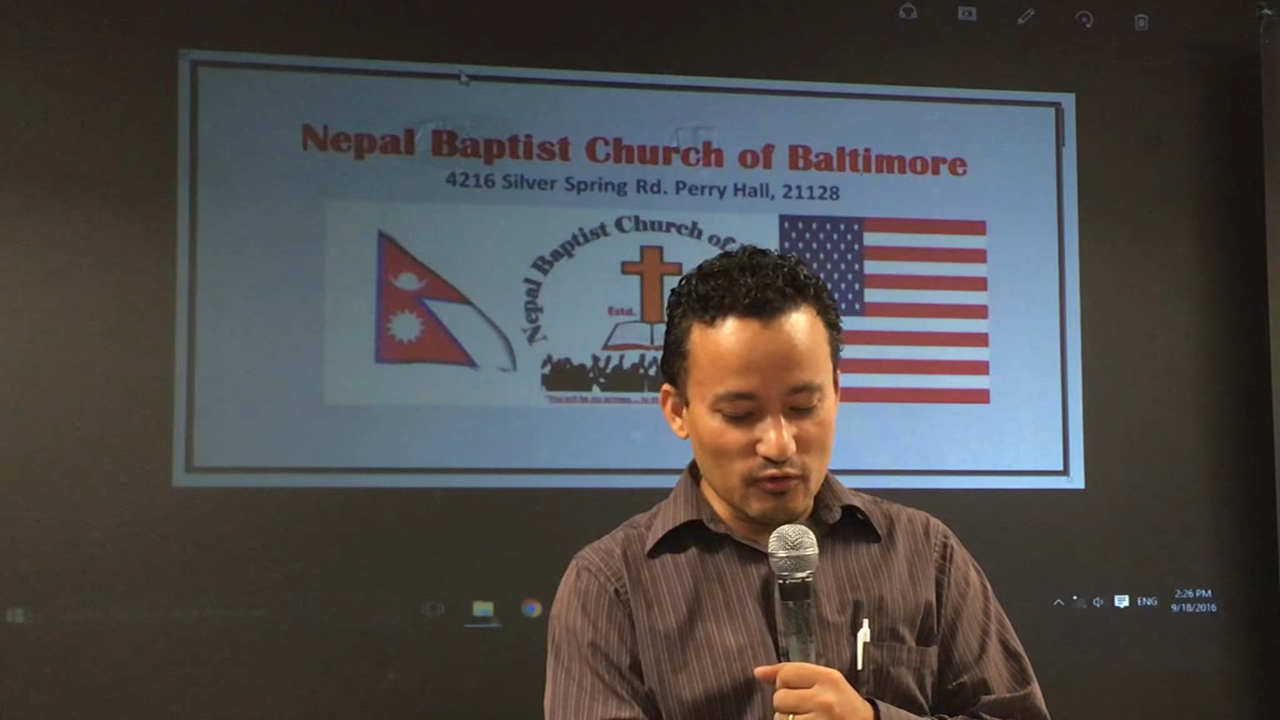 Nepal Baptist Church of Baltimore
4216 Silver Spring Rd. Perry Hall, 21128
Nepal Baptist Church of
Estd.
ENG
2:26 PM
9/18/2016